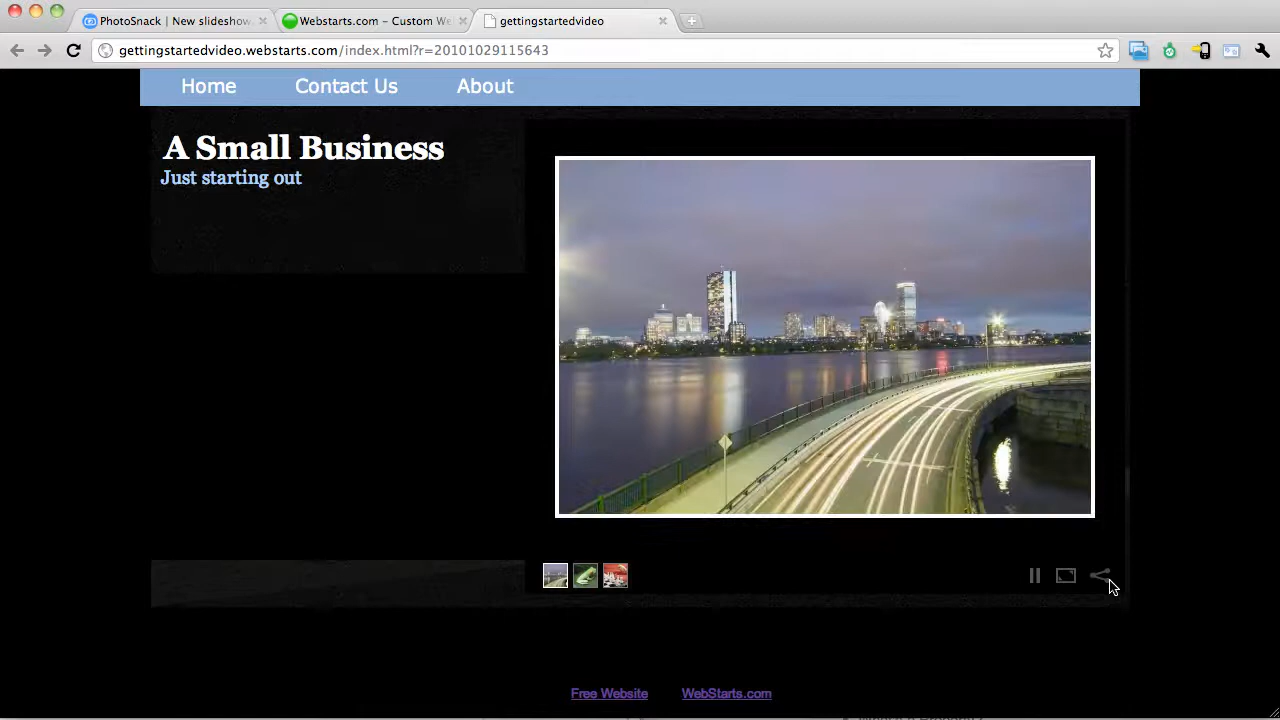 PhotoSnack | New slideshow
Webstarts.com – Custom We
gettingstartedvideo
gettingstartedvideo.webstarts.com/index.html?r=20101029115643
Home
Contact Us
About
A Small Business
Just starting out
Free Website
WebStarts.com